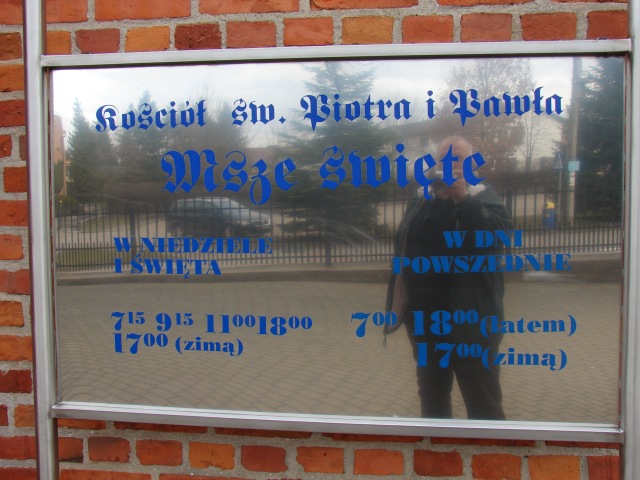 Kościół św. Piotra i Pawła
Msze święte
W NIEDZIELE
I ŚWIĘTA
7¹⁵ 9¹⁵ 11⁰⁰ 18⁰⁰
17⁰⁰ (zimą)
W DNI
POWSZEDNIE
7⁰⁰ 18⁰⁰ (latem)
17⁰⁰ (zimą)